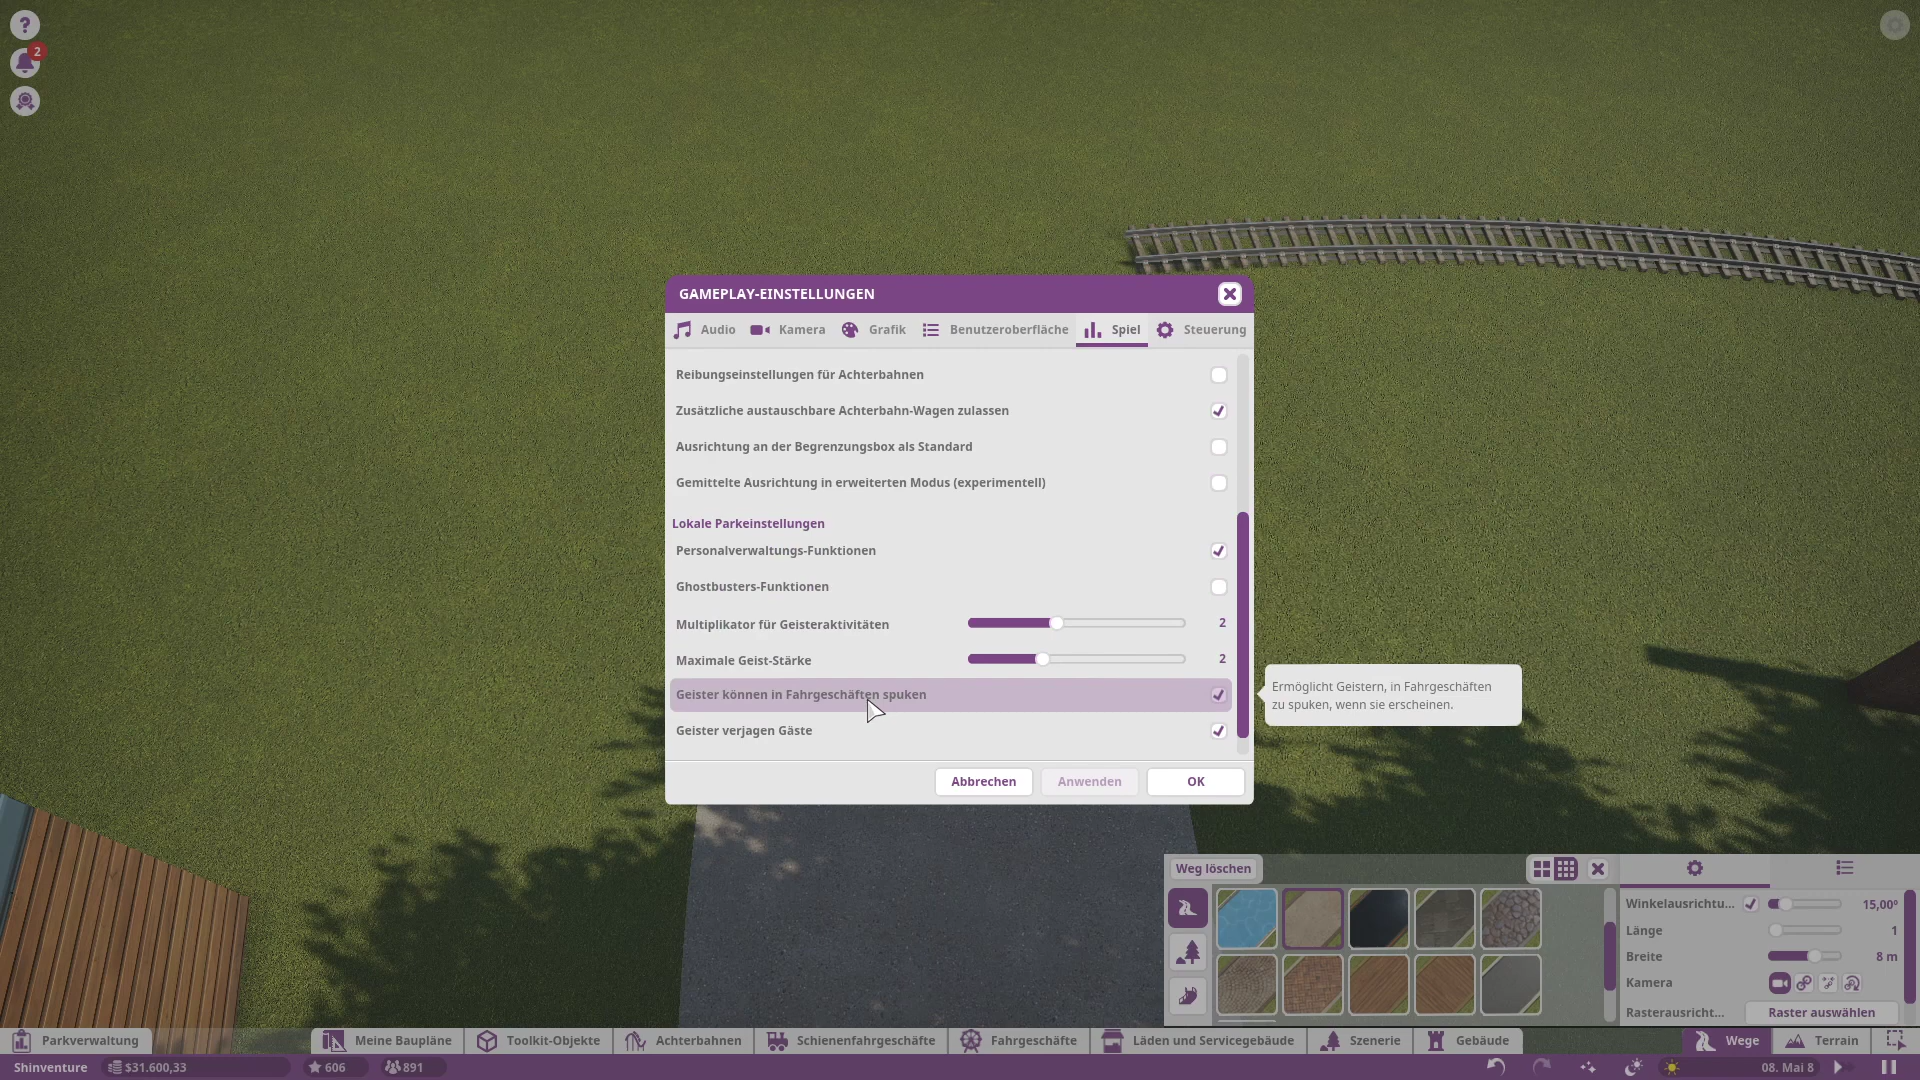 ?
2
GAMEPLAY-EINSTELLUNGEN
Audio
Kamera
Grafik
Benutzeroberfläche
Spiel
Steuerung
Reibungseinstellungen für Achterbahnen
Zusätzliche austauschbare Achterbahn-Wagen zulassen
Ausrichtung an der Begrenzungsbox als Standard
Gemittelte Ausrichtung in erweiterten Modus (experimentell)
Lokale Parkeinstellungen
Personalverwaltungs-Funktionen
Ghostbusters-Funktionen
Multiplikator für Geisteraktivitäten 2
Maximale Geist-Stärke 2
Geister können in Fahrgeschäften spuken
Ermöglicht Geistern, in Fahrgeschäften
zu spuken, wenn sie erscheinen.
Geister verjagen Gäste
Abbrechen
Anwenden
OK
Weg löschen
Winkelausrichtu... 15,00°
Länge 1
Breite 8 m
Kamera
Rasterausricht... Raster auswählen
Parkverwaltung
Meine Baupläne
Toolkit-Objekte
Achterbahnen
Schienenfahrgeschäfte
Fahrgeschäfte
Läden und Servicegebäude
Szenerie
Gebäude
Wege
Terrain
Shinventure
$31.600,33
606
891
08. Mai 8